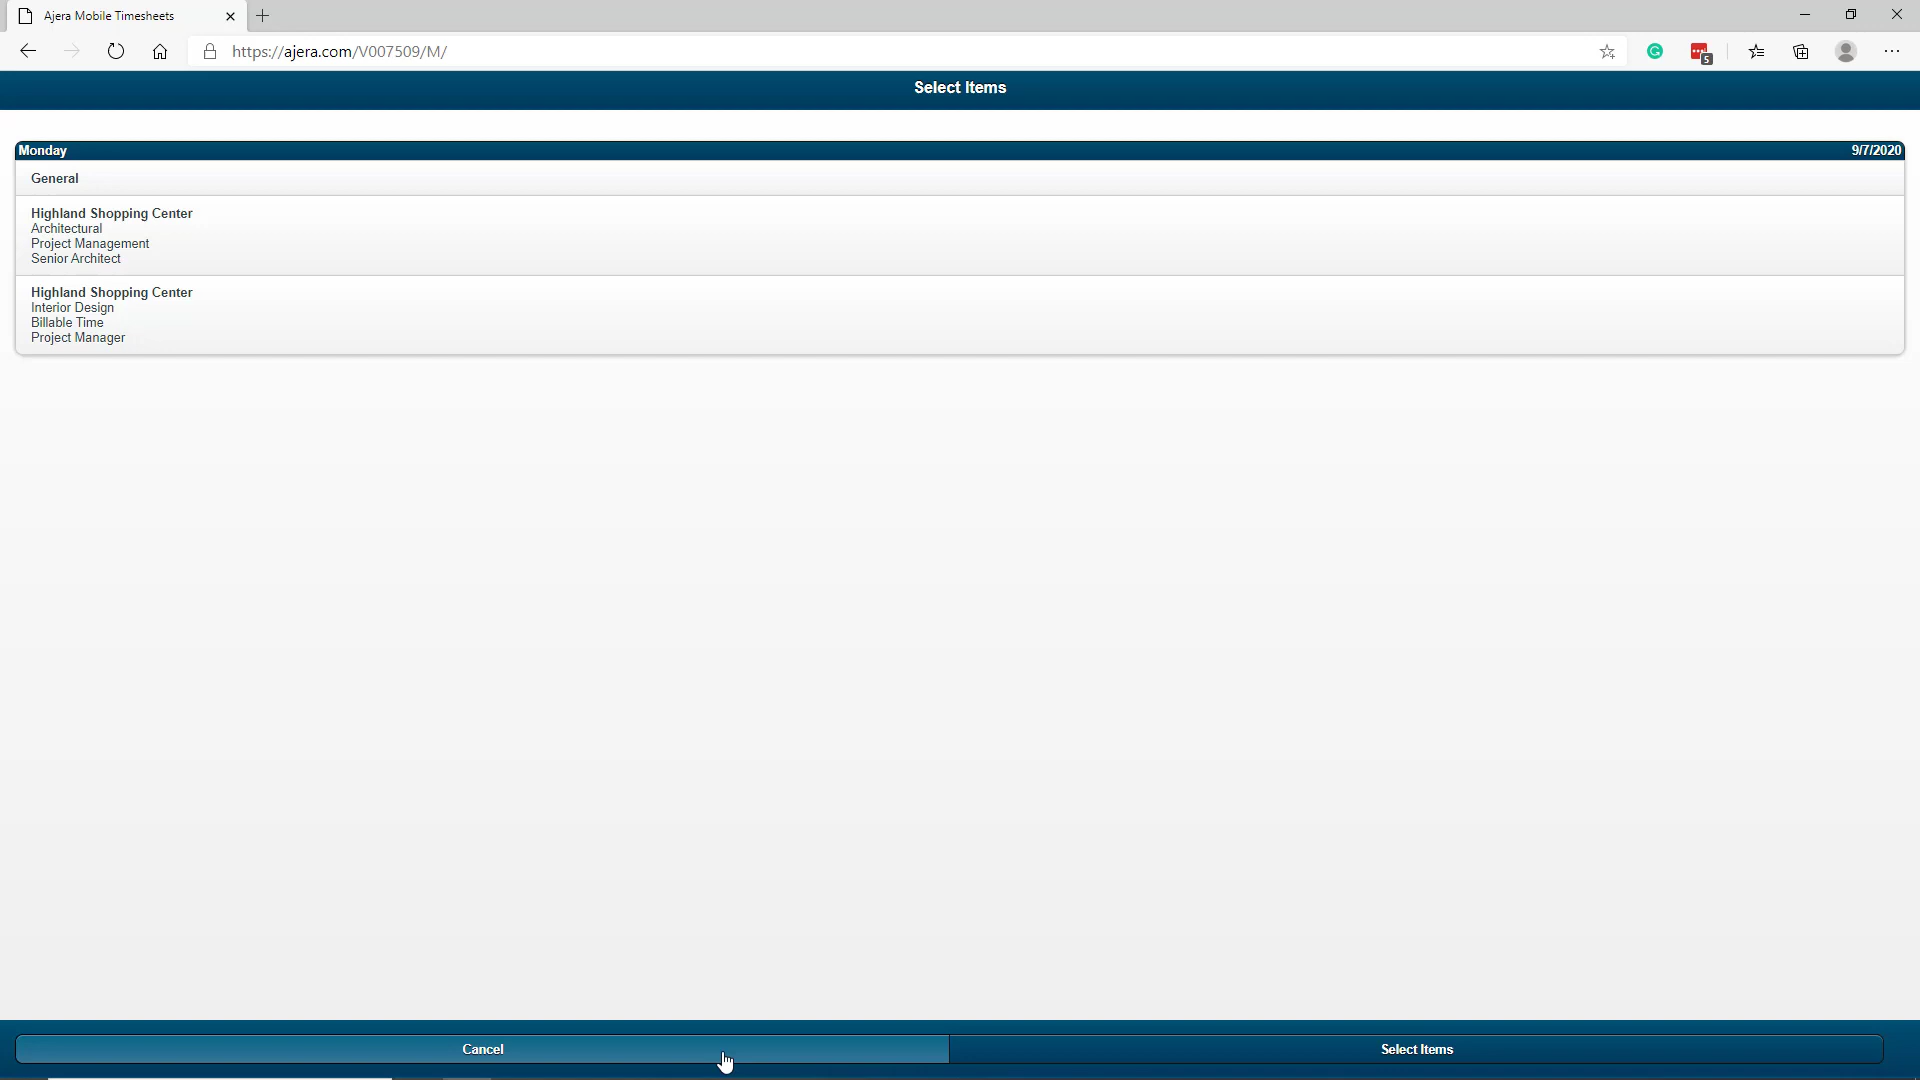 Ajera Mobile Timesheets
https://ajera.com/V007509/M/
5
Select Items
Monday 9/7/2020
General
Highland Shopping Center
Architectural
Project Management
Senior Architect
Highland Shopping Center
Interior Design
Billable Time
Project Manager
Cancel Select Items